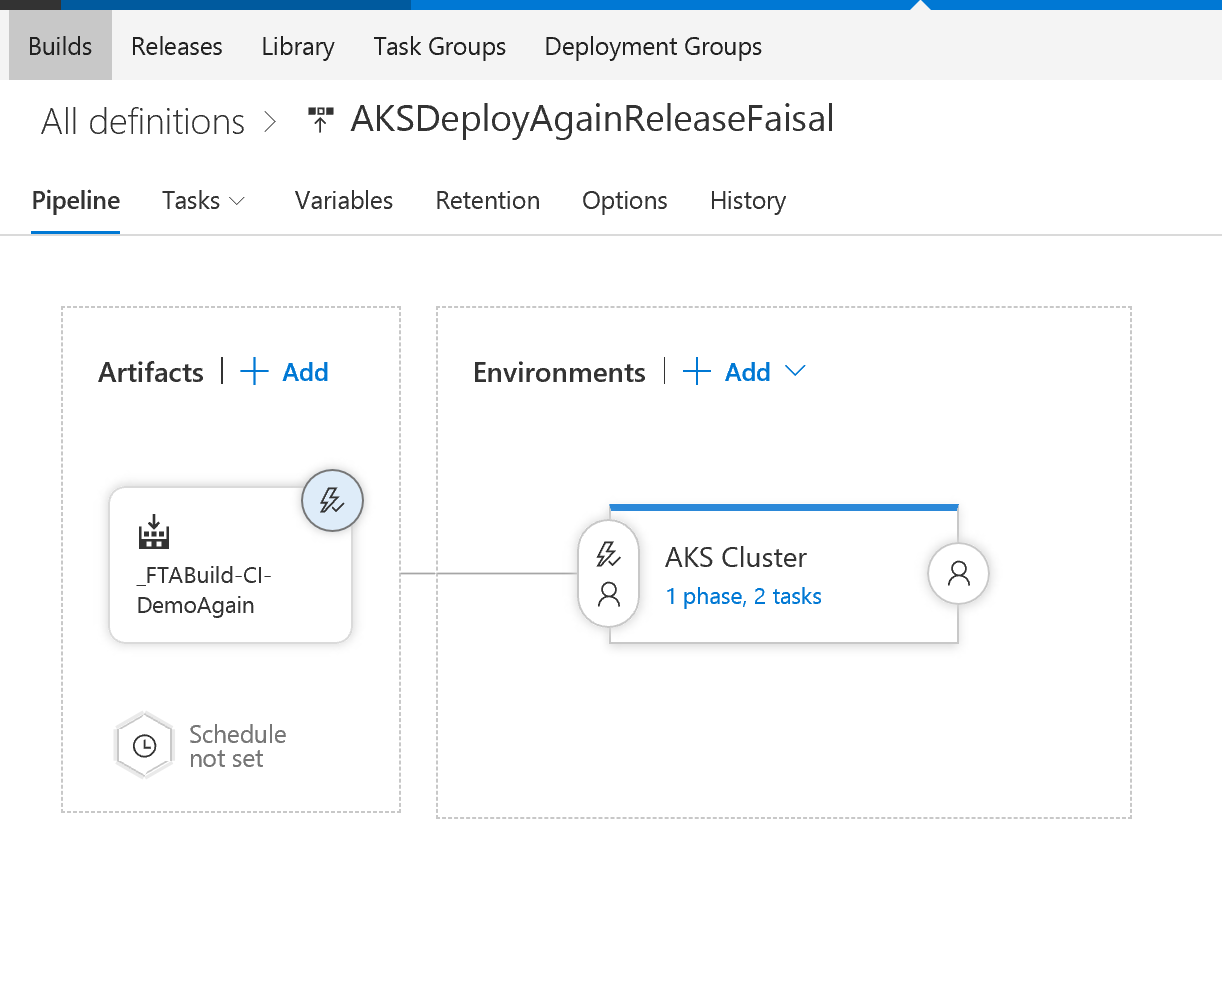 Builds Releases Library Task Groups Deployment Groups
All definitions AKSDeployAgainReleaseFaisal
Pipeline Tasks Variables Retention Options History
Artifacts | Add
Environments | Add
_FTABuild-CI-
DemoAgain
Schedule
not set
AKS Cluster
1 phase, 2 tasks